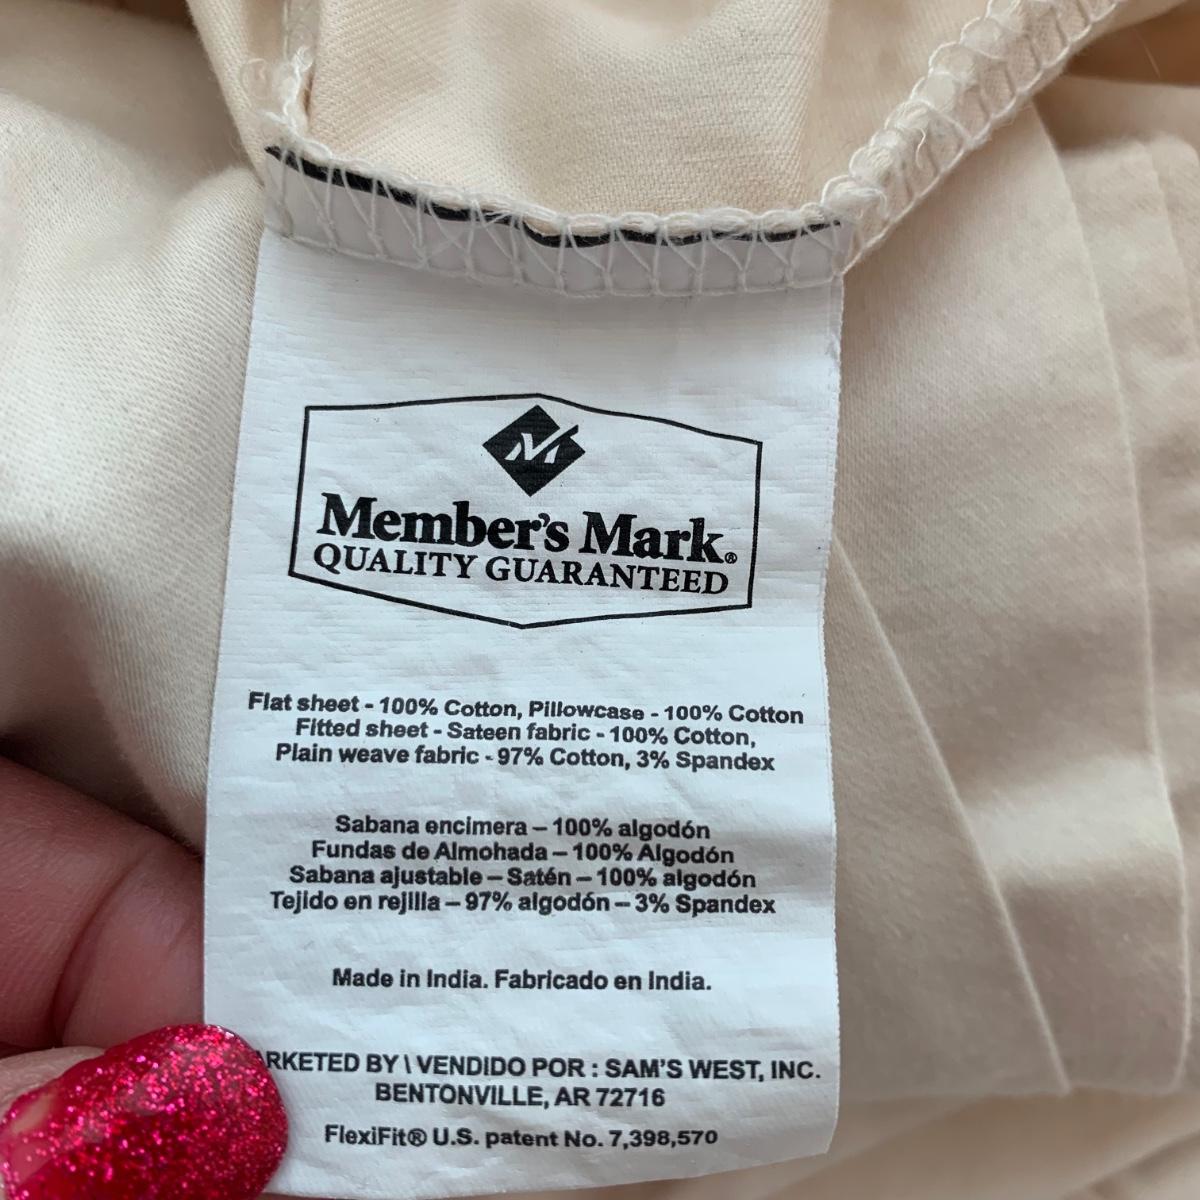 Member's Mark®
QUALITY GUARANTEED
Flat sheet - 100% Cotton, Pillowcase - 100% Cotton
Fitted sheet - Sateen fabric - 100% Cotton,
Plain weave fabric - 97% Cotton, 3% Spandex
Sabana encimera – 100% algodón
Fundas de Almohada – 100% Algodón
Sabana ajustable – Satén – 100% algodón
Tejido en rejilla – 97% algodón – 3% Spandex
Made in India. Fabricado en India.
ARKETED BY \ VENDIDO POR : SAM'S WEST, INC.
BENTONVILLE, AR 72716
FlexiFit® U.S. patent No. 7,398,570